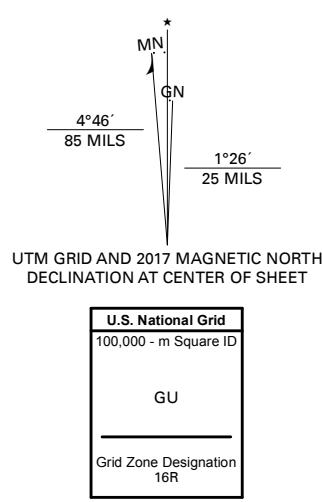 ★
MN
GN
4°46´
85 MILS
1°26´
25 MILS
UTM GRID AND 2017 MAGNETIC NORTH
DECLINATION AT CENTER OF SHEET
U.S. National Grid
100,000 - m Square ID
GU
Grid Zone Designation
16R